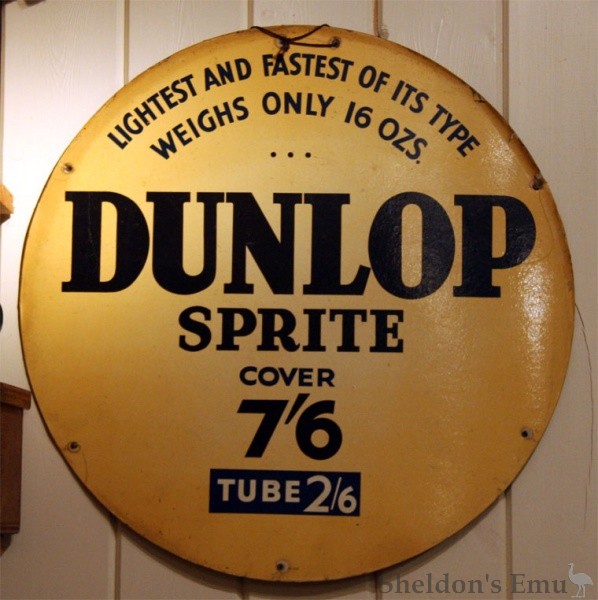 LIGHTEST AND FASTEST OF ITS TYPE
WEIGHS ONLY 16 OZS.
...
DUNLOP
SPRITE
COVER
7'6
TUBE 2/6
Sheldon's Emu